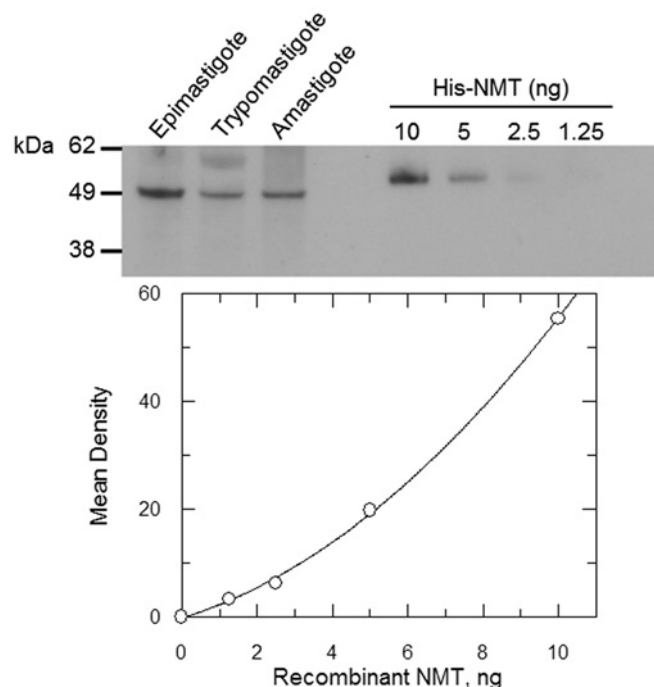 Epimastigote
Trypomastigote
Amastigote
His-NMT (ng)
10 5 2.5 1.25
kDa 62
49
38
60
40
20
0
Mean Density
0 2 4 6 8 10
Recombinant NMT, ng